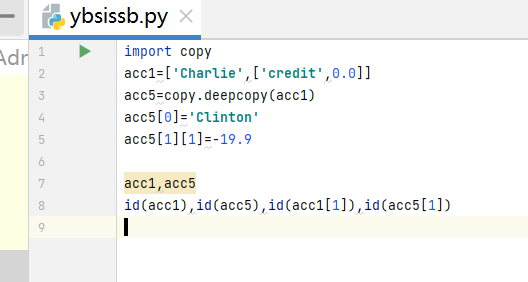 ybsissb.py
Adr
1 import copy
2 acc1=['Charlie',['credit',0.0]]
3 acc5=copy.deepcopy(acc1)
4 acc5[0]='Clinton'
5 acc5[1][1]=-19.9
6
7 acc1,acc5
8 id(acc1),id(acc5),id(acc1[1]),id(acc5[1])
9